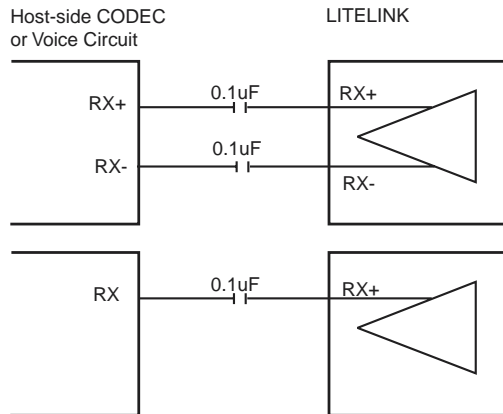 Host-side CODEC
or Voice Circuit
LITELINK
0.1uF
RX+
RX+
0.1uF
RX-
RX-
0.1uF
RX
RX+